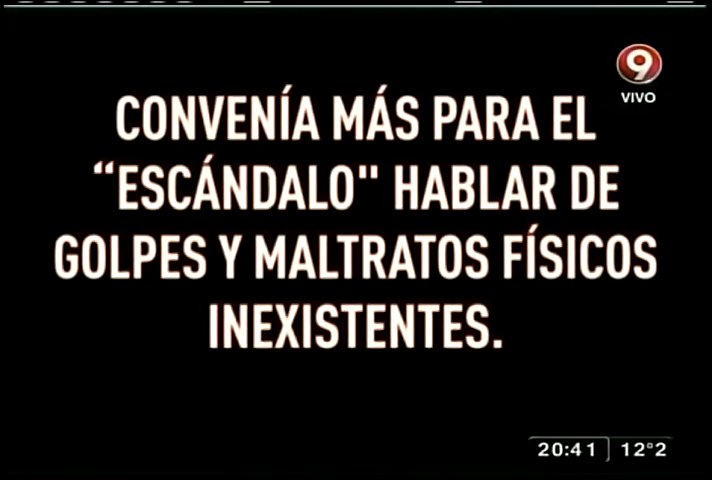 9
VIVO
CONVENÍA MÁS PARA EL
“ESCÁNDALO" HABLAR DE
GOLPES Y MALTRATOS FÍSICOS
INEXISTENTES.
20:41 12°2